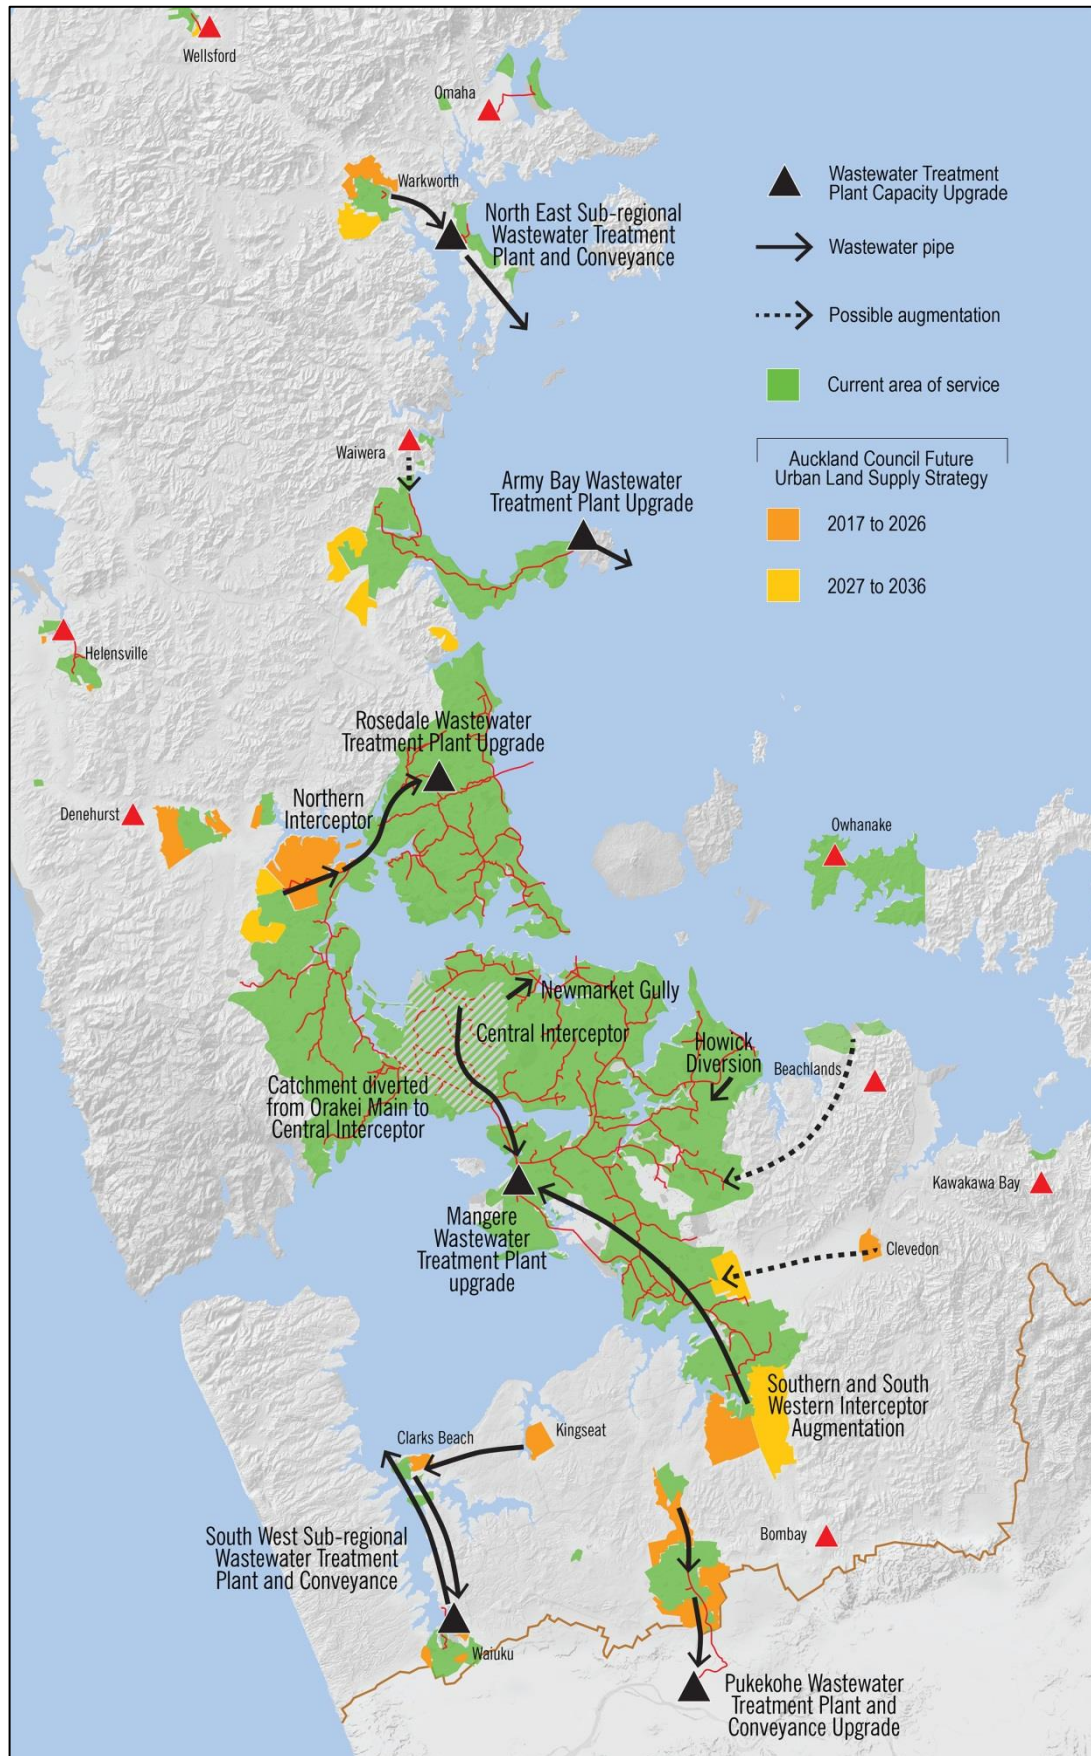 Wellsford
Omaha
Warkworth
North East Sub-regional
Wastewater Treatment
Plant and Conveyance
Wastewater Treatment
Plant Capacity Upgrade
Wastewater pipe
Possible augmentation
Current area of service
Auckland Council Future
Urban Land Supply Strategy
2017 to 2026
2027 to 2036
Waiwera
Army Bay Wastewater
Treatment Plant Upgrade
Helensville
Rosedale Wastewater
Treatment Plant Upgrade
Northern
Interceptor
Denehurst
Owhanake
Newmarket Gully
Central Interceptor
Howick
Diversion
Beachlands
Catchment diverted
from Orakei Main to
Central Interceptor
Kawakawa Bay
Mangere
Wastewater
Treatment Plant
upgrade
Clevedon
Southern and South
Western Interceptor
Augmentation
Clarks Beach
Kingseat
South West Sub-regional
Wastewater Treatment
Plant and Conveyance
Bombay
Waiuku
Pukekohe Wastewater
Treatment Plant and
Conveyance Upgrade